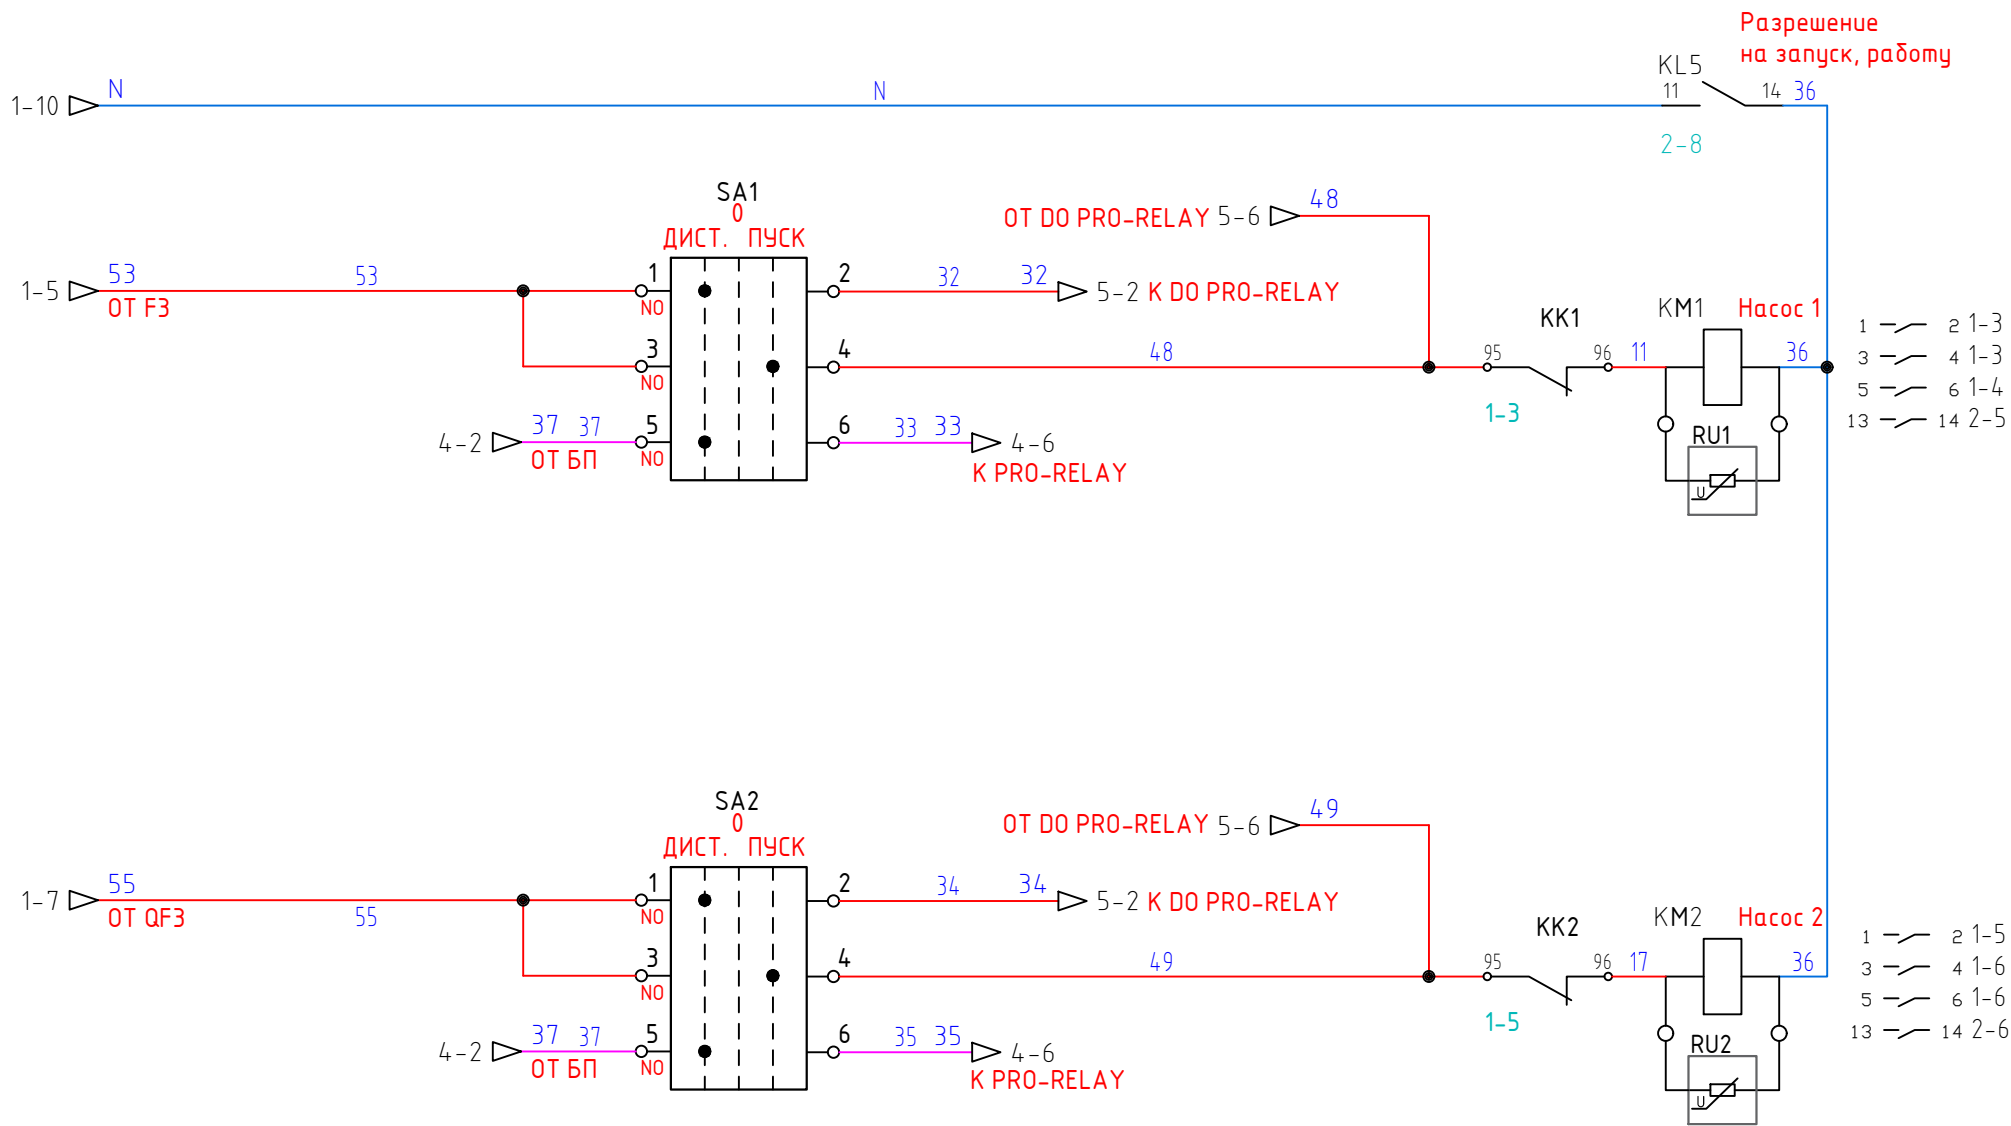 Разрешение
на запуск, работу
1-10 N N KL5 11 14 36
2-8
SA1
0
ДИСТ. ПУСК
ОТ DO PRO-RELAY 5-6 48
1-5 53 53 1 2 32 32 5-2 К DO PRO-RELAY
ОТ F3 NO
3 4 48 KK1 95 96 11 KM1 Насос 1 36
NO
1-3
4-2 37 37 5 6 33 33 4-6
ОТ БП NO
К PRO-RELAY
RU1
U
1 2 1-3
3 4 1-3
5 6 1-4
13 14 2-5
SA2
0
ДИСТ. ПУСК
ОТ DO PRO-RELAY 5-6 49
1-7 55 55 1 2 34 34 5-2 К DO PRO-RELAY
ОТ QF3 NO
3 4 49 KK2 95 96 17 KM2 Насос 2 36
NO
1-5
4-2 37 37 5 6 35 35 4-6
ОТ БП NO
К PRO-RELAY
RU2
U
1 2 1-5
3 4 1-6
5 6 1-6
13 14 2-6